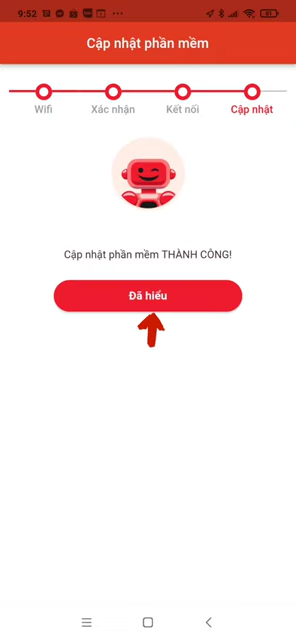 9:52
Cập nhật phần mềm
Wifi
Xác nhận
Kết nối
Cập nhật
Cập nhật phần mềm THÀNH CÔNG!
Đã hiểu